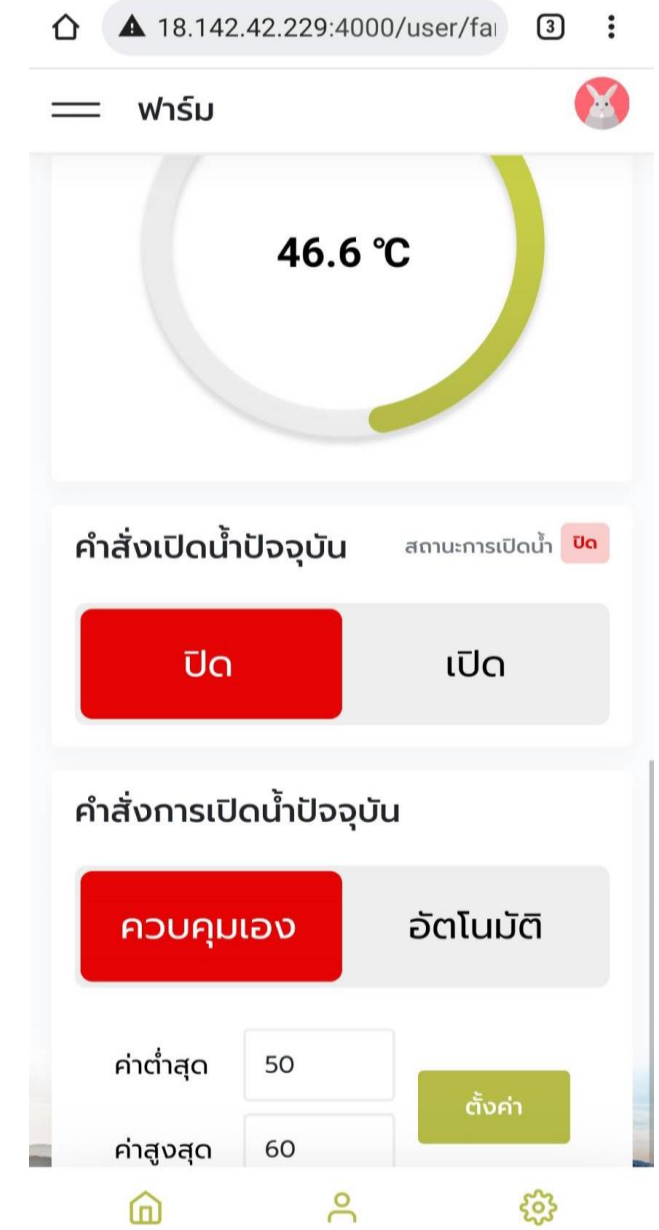 18.142.42.229:4000/user/far
3
ฟาร์ม
46.6 °C
คำสั่งเปิดน้ำปัจจุบัน สถานะการเปิดน้ำ ปิด
ปิด เปิด
คำสั่งการเปิดน้ำปัจจุบัน
ควบคุมเอง อัตโนมัติ
ค่าต่ำสุด 50
ตั้งค่า
ค่าสูงสุด 60